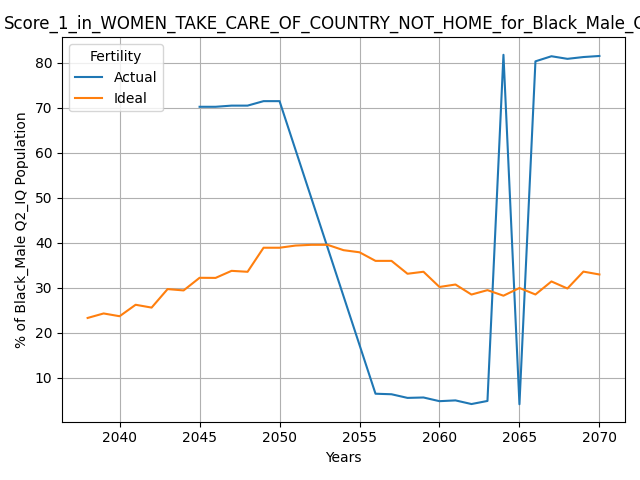 Score_1_in_WOMEN_TAKE_CARE_OF_COUNTRY_NOT_HOME_for_Black_Male_
Fertility
Actual
Ideal
% of Black_Male Q2_IQ Population
80
70
60
50
40
30
20
10
2040 2045 2050 2055 2060 2065 2070
Years